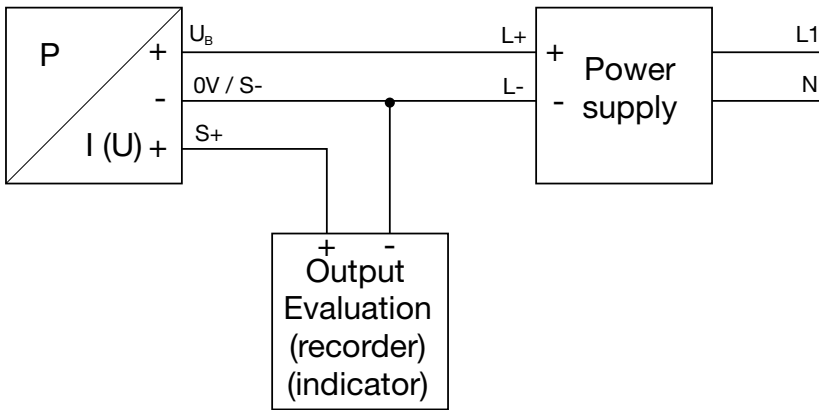 P
+
U_B
L+
+
Power
supply
L1
-
0V / S-
L-
-
N
I (U) +
S+
+ -
Output
Evaluation
(recorder)
(indicator)